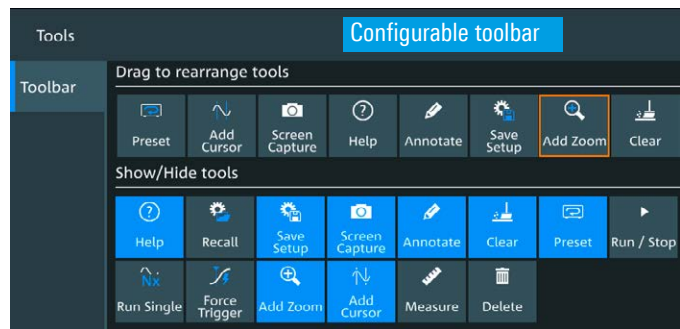 Tools
Configurable toolbar
Toolbar
Drag to rearrange tools
Preset
Add
Cursor
Screen
Capture
Help
Annotate
Save
Setup
Add Zoom
Clear
Show/Hide tools
Help
Recall
Save
Setup
Screen
Capture
Annotate
Clear
Preset
Run / Stop
Nx
Run Single
Force
Trigger
Add Zoom
Add
Cursor
Measure
Delete